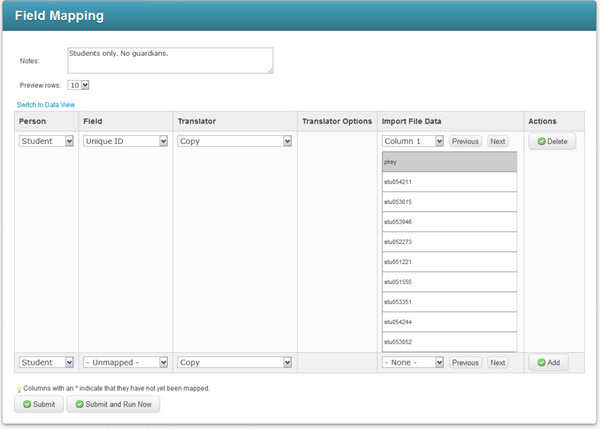 Field Mapping
Notes: Students only. No guardians.
Preview rows: 10
Switch to Data View
Person Field Translator Translator Options Import File Data Actions
Student Unique ID Copy Column 1 Previous Next Delete
pkey
stu054211
stu053615
stu053946
stu052273
stu051221
stu051555
stu053351
stu054244
stu053052
Student - Unmapped - Copy - None - Previous Next Add
Columns with an * indicate that they have not yet been mapped.
Submit Submit and Run Now